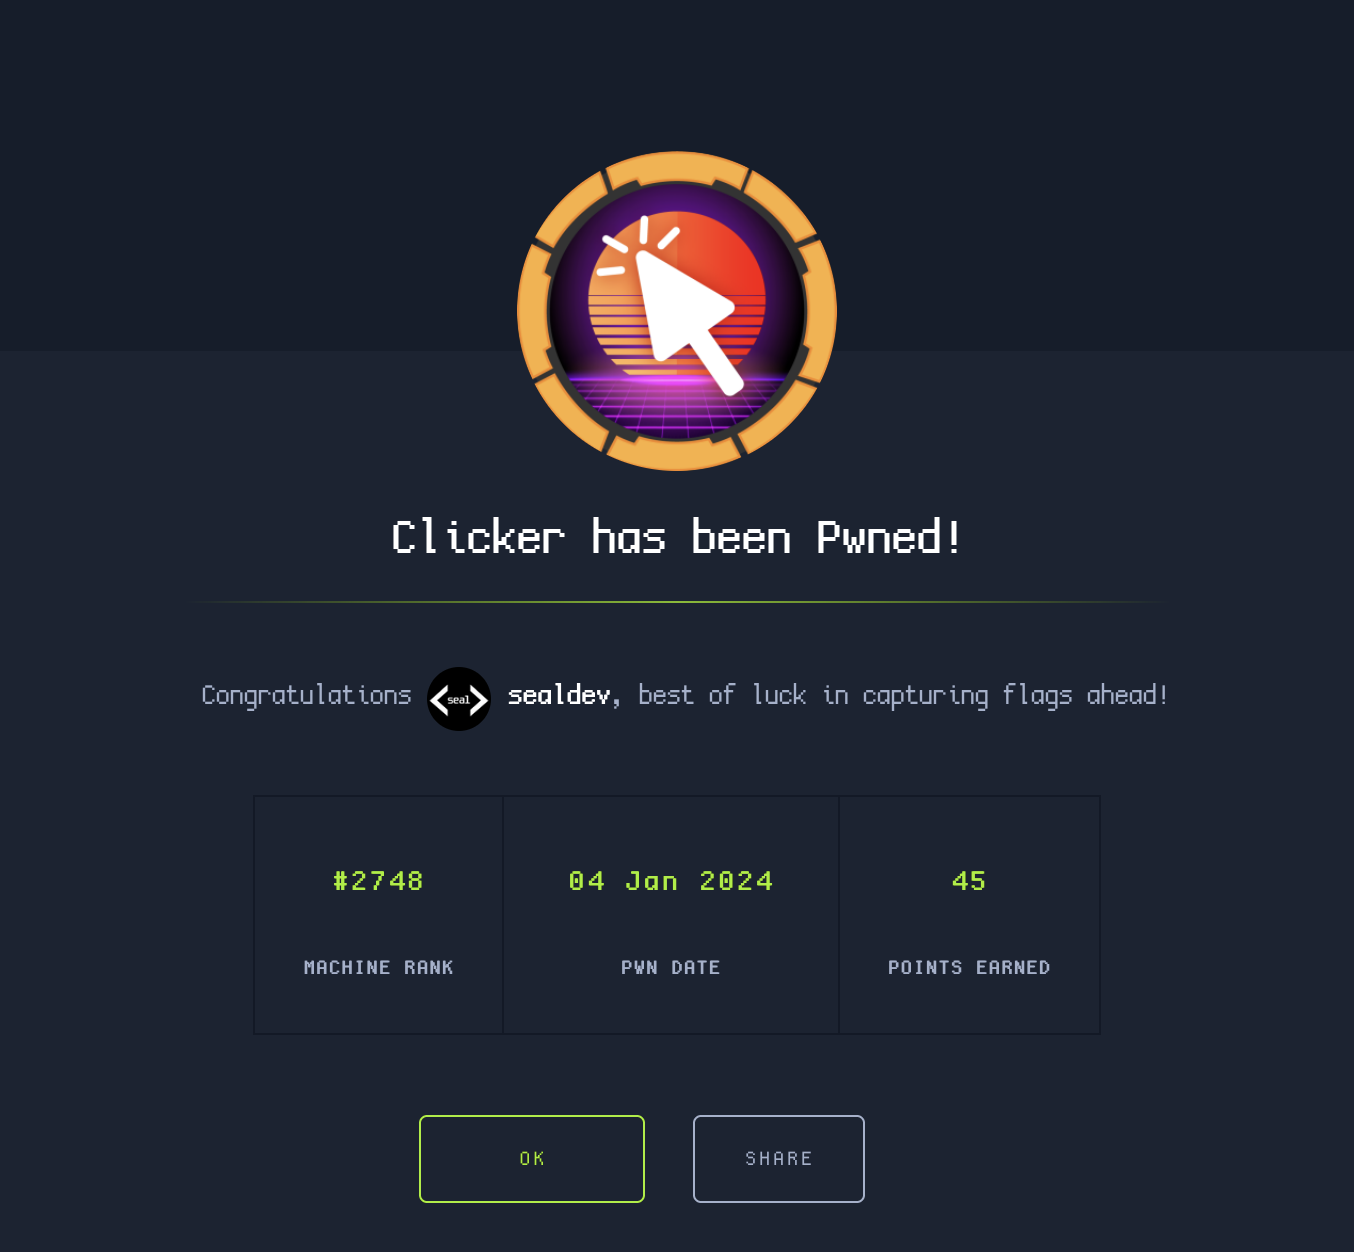 Clicker has been Pwned!
Congratulations <seal> sealdev, best of luck in capturing flags ahead!
#2748 04 Jan 2024 45
MACHINE RANK PWN DATE POINTS EARNED
OK SHARE